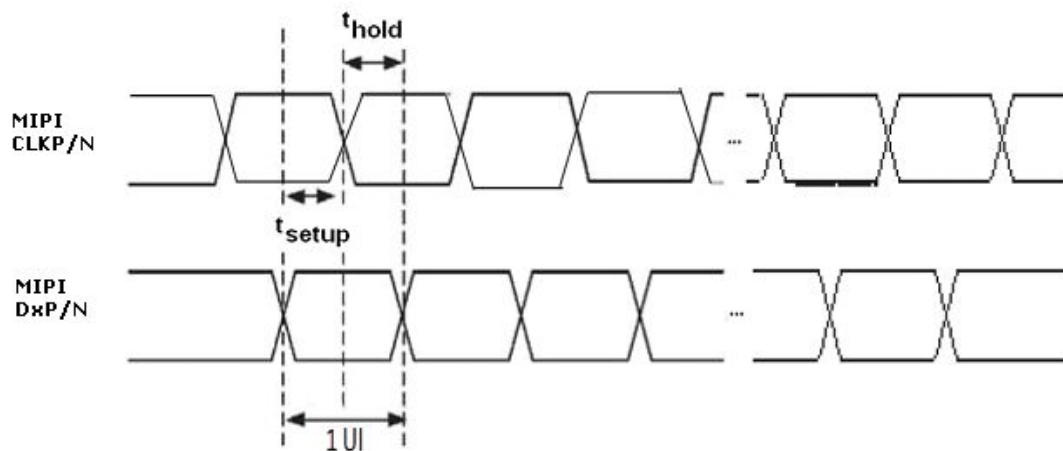 thold
MIPI
CLKP/N
...
tsetup
MIPI
DxP/N
...
1 UI